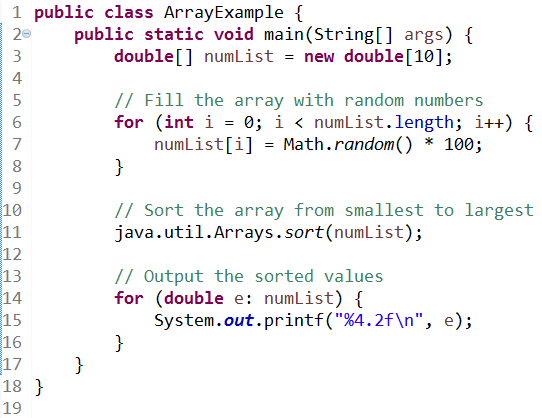 1 public class ArrayExample {
2 public static void main(String[] args) {
3 double[] numList = new double[10];
4
5 // Fill the array with random numbers
6 for (int i = 0; i < numList.length; i++) {
7 numList[i] = Math.random() * 100;
8 }
9
10 // Sort the array from smallest to largest
11 java.util.Arrays.sort(numList);
12
13 // Output the sorted values
14 for (double e: numList) {
15 System.out.printf("%4.2f\n", e);
16 }
17 }
18 }
19